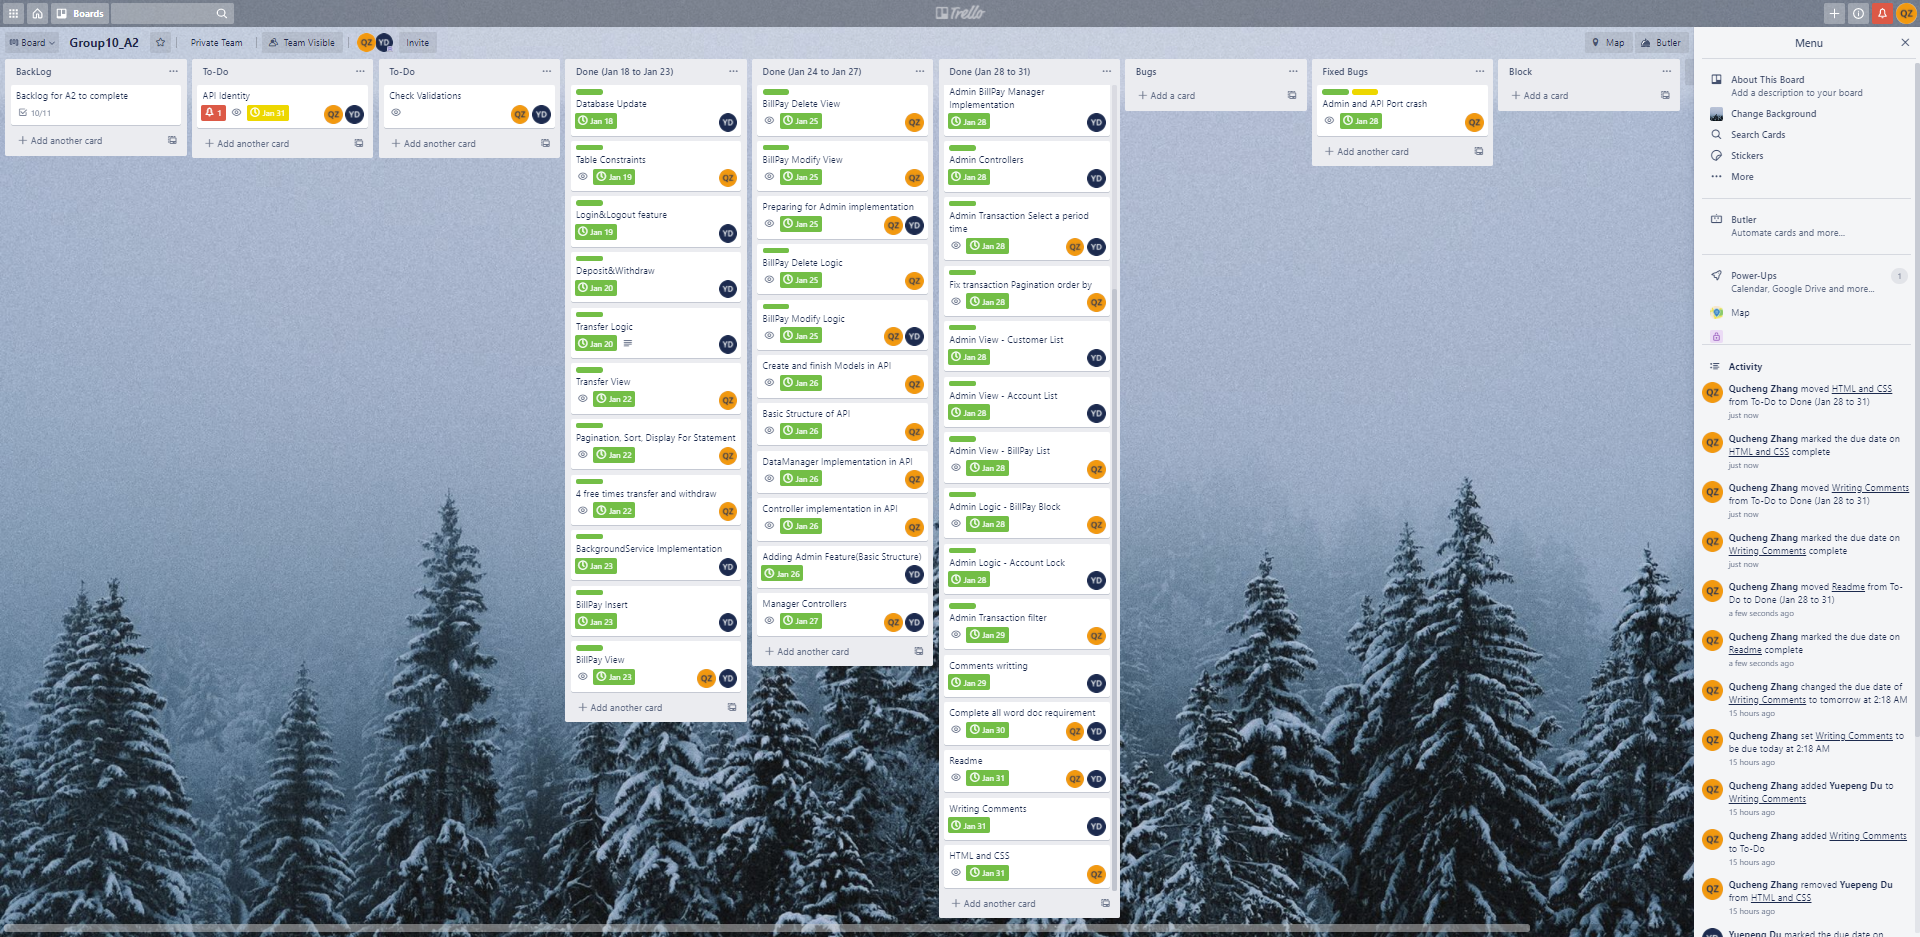 Boards
Trello
Board
Group10_A2
Private Team
Team Visible
QZ
YD
Invite
Map
Butler
QZ
BackLog
Backlog for A2 to complete
10/11
+ Add another card
To-Do
API Identity
1
Jan 31
QZ
YD
+ Add another card
To-Do
Check Validations
QZ
YD
+ Add another card
Done (Jan 18 to Jan 23)
Database Update
Jan 18
YD
Table Constraints
Jan 19
QZ
Login&Logout feature
Jan 19
YD
Deposit&Withdraw
Jan 20
YD
Transfer Logic
Jan 20
YD
Transfer View
Jan 22
QZ
Pagination, Sort, Display For Statement
Jan 22
QZ
4 free times transfer and withdraw
Jan 22
QZ
BackgroundService Implementation
Jan 23
YD
BillPay Insert
Jan 23
YD
BillPay View
Jan 23
QZ
YD
+ Add another card
Done (Jan 24 to Jan 27)
BillPay Delete View
Jan 25
QZ
BillPay Modify View
Jan 25
QZ
Preparing for Admin implementation
Jan 25
QZ
YD
BillPay Delete Logic
Jan 25
QZ
BillPay Modify Logic
Jan 25
QZ
YD
Create and finish Models in API
Jan 26
QZ
Basic Structure of API
Jan 26
QZ
DataManager Implementation in API
Jan 26
QZ
Controller implementation in API
Jan 26
QZ
Adding Admin Feature(Basic Structure)
Jan 26
YD
Manager Controllers
Jan 27
QZ
YD
+ Add another card
Done (Jan 28 to 31)
Admin BillPay Manager
Implementation
Jan 28
YD
Admin Controllers
Jan 28
YD
Admin Transaction Select a period
time
Jan 28
QZ
YD
Fix transaction Pagination order by
Jan 28
QZ
Admin View - Customer List
Jan 28
YD
Admin View - Account List
Jan 28
YD
Admin View - BillPay List
Jan 28
QZ
Admin Logic - BillPay Block
Jan 28
QZ
Admin Logic - Account Lock
Jan 28
YD
Admin Transaction filter
Jan 29
QZ
Comments writting
Jan 29
YD
Complete all word doc requirement
Jan 30
QZ
YD
Readme
Jan 31
QZ
YD
Writing Comments
Jan 31
YD
HTML and CSS
Jan 31
QZ
+ Add another card
Bugs
+ Add a card
Fixed Bugs
Admin and API Port crash
Jan 28
QZ
+ Add another card
Block
+ Add a card
Menu
About This Board
Add a description to your board
Change Background
Search Cards
Stickers
More
Butler
Automate cards and more...
Power-Ups
1
Calendar, Google Drive and more...
Map
Activity
QZ
Qucheng Zhang moved HTML and CSS
from To-Do to Done (Jan 28 to 31)
just now
QZ
Qucheng Zhang marked the due date on
HTML and CSS complete
just now
QZ
Qucheng Zhang moved Writing Comments
from To-Do to Done (Jan 28 to 31)
just now
QZ
Qucheng Zhang marked the due date on
Writing Comments complete
just now
QZ
Qucheng Zhang moved Readme from To-
Do to Done (Jan 28 to 31)
a few seconds ago
QZ
Qucheng Zhang marked the due date on
Readme complete
a few seconds ago
QZ
Qucheng Zhang changed the due date of
Writing Comments to tomorrow at 2:18 AM
15 hours ago
QZ
Qucheng Zhang set Writing Comments to
be due today at 2:18 AM
15 hours ago
QZ
Qucheng Zhang added Yuepeng Du to
Writing Comments
15 hours ago
QZ
Qucheng Zhang added Writing Comments
to To-Do
15 hours ago
QZ
Qucheng Zhang removed Yuepeng Du
from HTML and CSS
15 hours ago
YD
Yuepeng Du marked the due date on